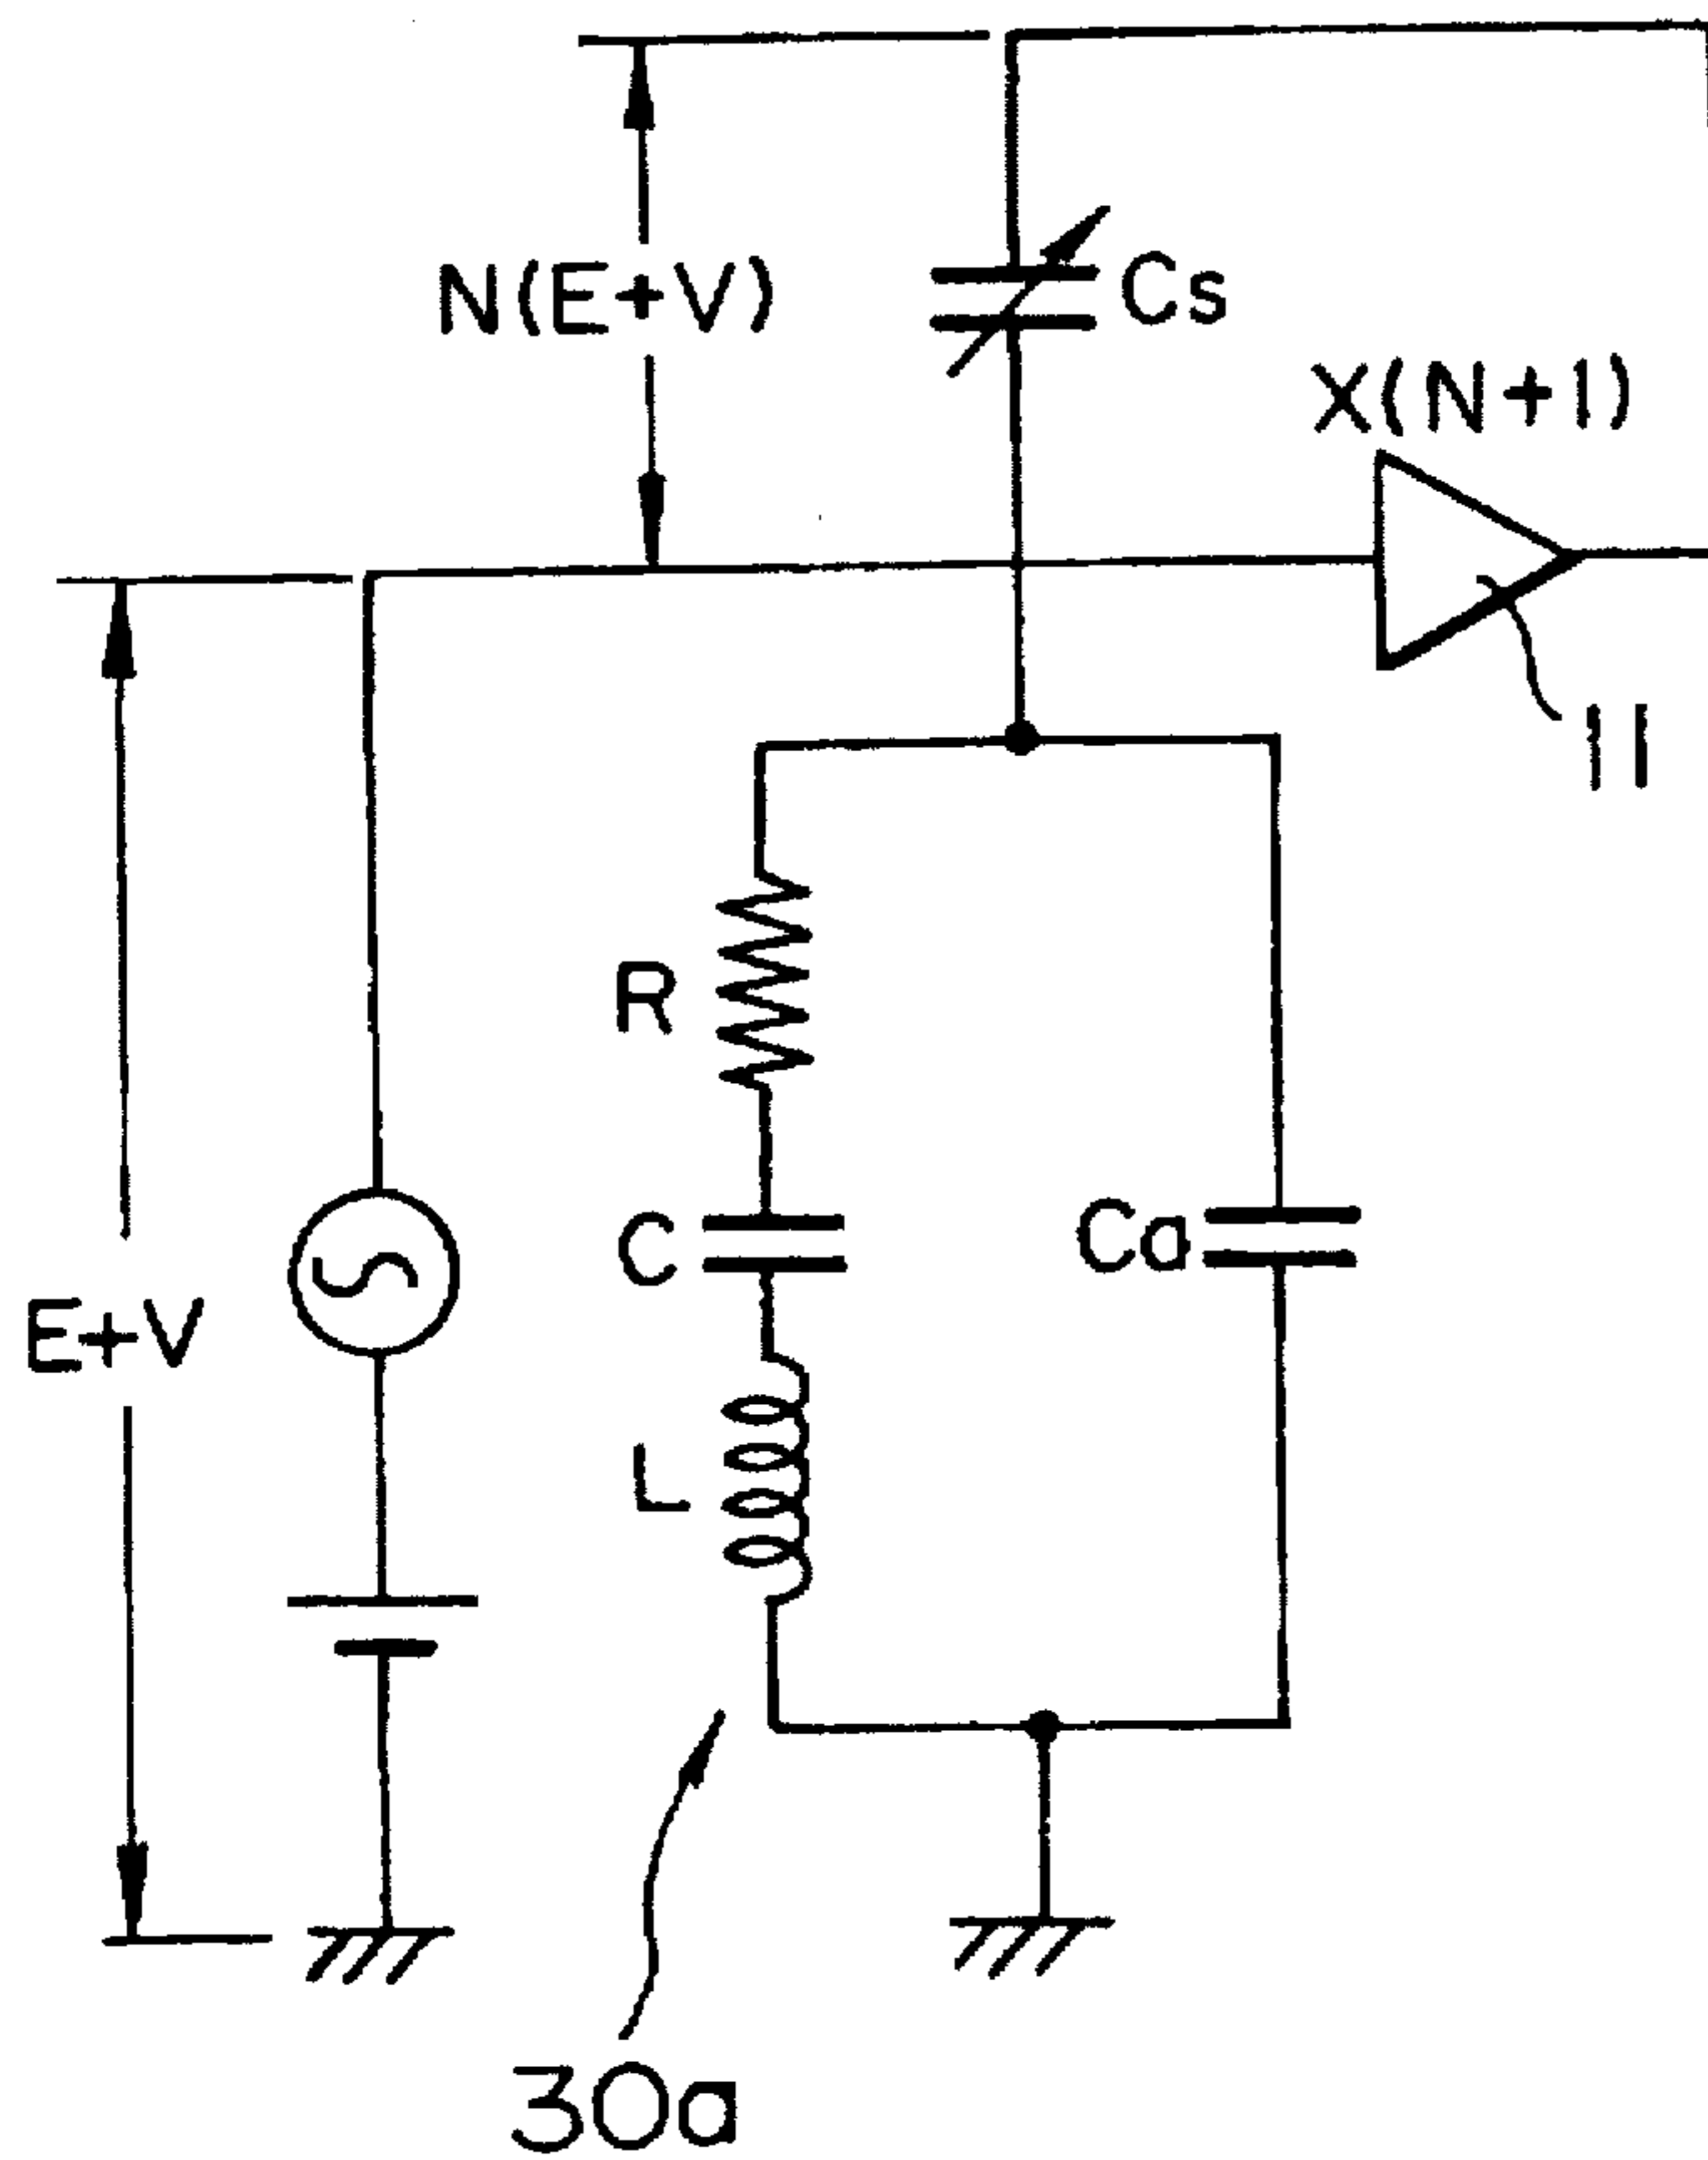 N(E+V)
Cs
X(N+1)
11
R
C
Ca
E+V
L
30a